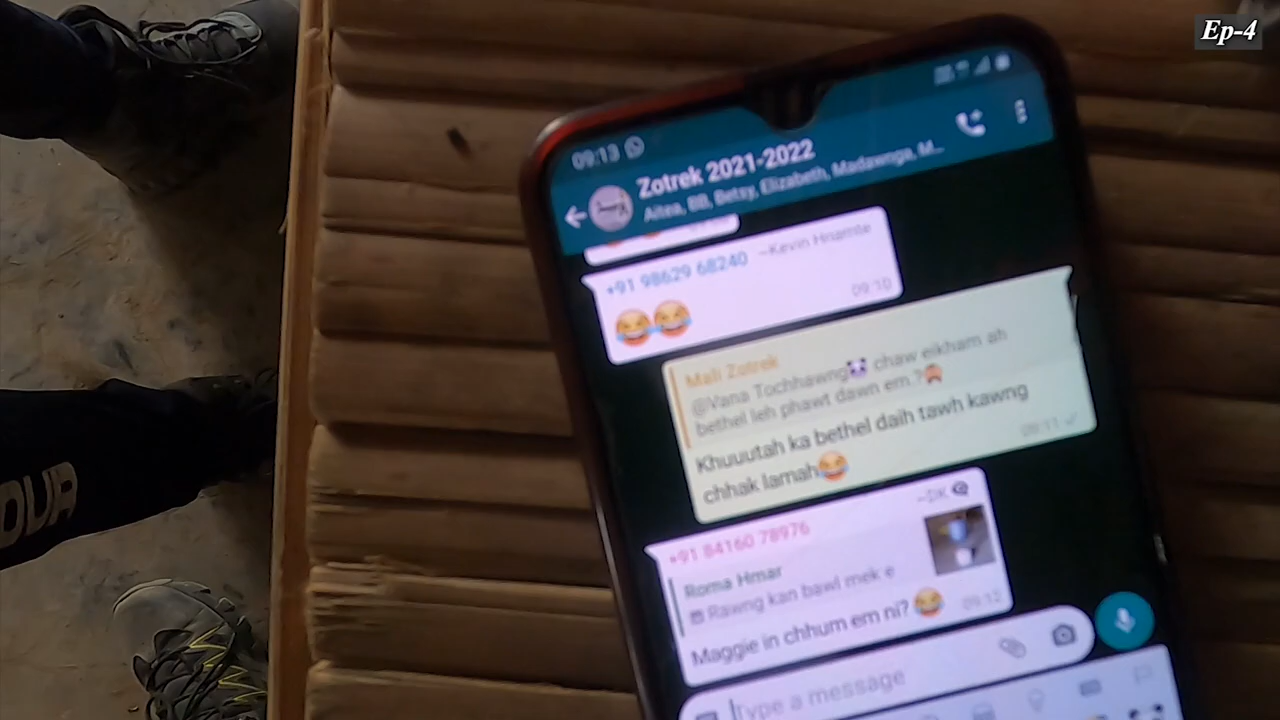 Ep-4
09:13
Zotrek 2021-2022
Aitea, BB, Betsy, Elizabeth, Madawnga, M...
+91 98629 68240 ~Kevin Hnamte
😂😂
09:10
Mali Zotrek
@Vana Tochhawng🐼 chaw eikham ah
bethel leh phawt dawn em ?
Khuuutah ka bethel daih tawh kawng
chhak lamah😂
09:11
~DK
+91 84160 78976
Roma Hmar
Rawng kan bawl mek e
Maggie in chhum em ni? 😂
09:12
Type a message